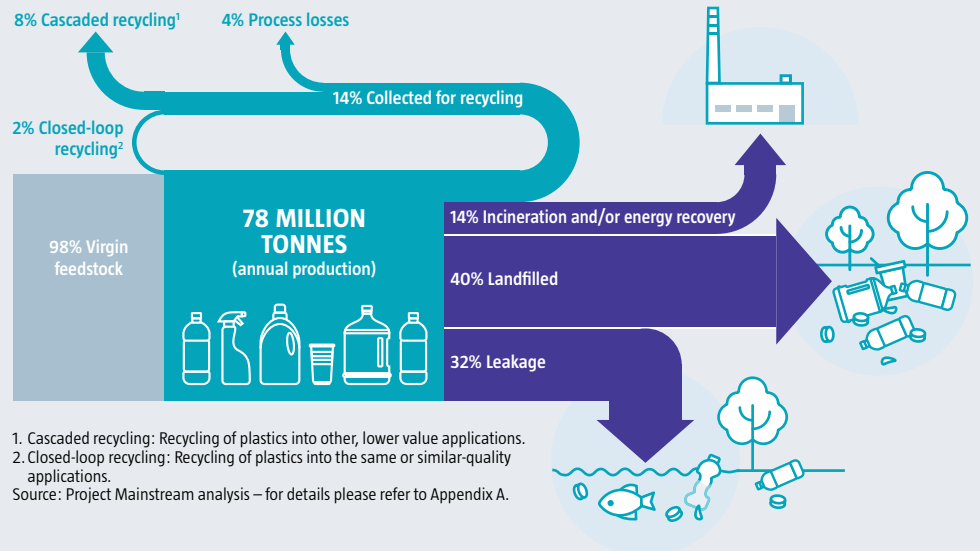 8% Cascaded recycling¹
4% Process losses
14% Collected for recycling
2% Closed-loop
recycling²
98% Virgin
feedstock
78 MILLION
TONNES
(annual production)
14% Incineration and/or energy recovery
40% Landfilled
32% Leakage
1. Cascaded recycling: Recycling of plastics into other, lower value applications.
2. Closed-loop recycling: Recycling of plastics into the same or similar-quality
applications.
Source: Project Mainstream analysis – for details please refer to Appendix A.